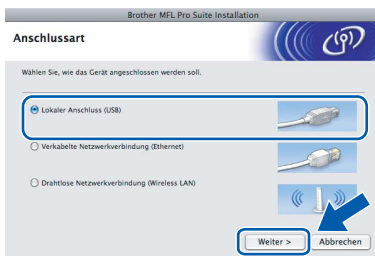 Brother MFL Pro Suite Installation
Anschlussart
Wählen Sie, wie das Gerät angeschlossen werden soll.
Lokaler Anschluss (USB)
Verkabelte Netzwerkverbindung (Ethernet)
Drahtlose Netzwerkverbindung (Wireless LAN)
Weiter >
Abbrechen